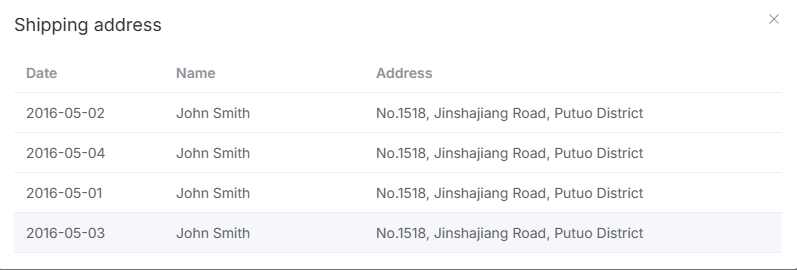 Shipping address
Date Name Address
2016-05-02 John Smith No.1518, Jinshajiang Road, Putuo District
2016-05-04 John Smith No.1518, Jinshajiang Road, Putuo District
2016-05-01 John Smith No.1518, Jinshajiang Road, Putuo District
2016-05-03 John Smith No.1518, Jinshajiang Road, Putuo District